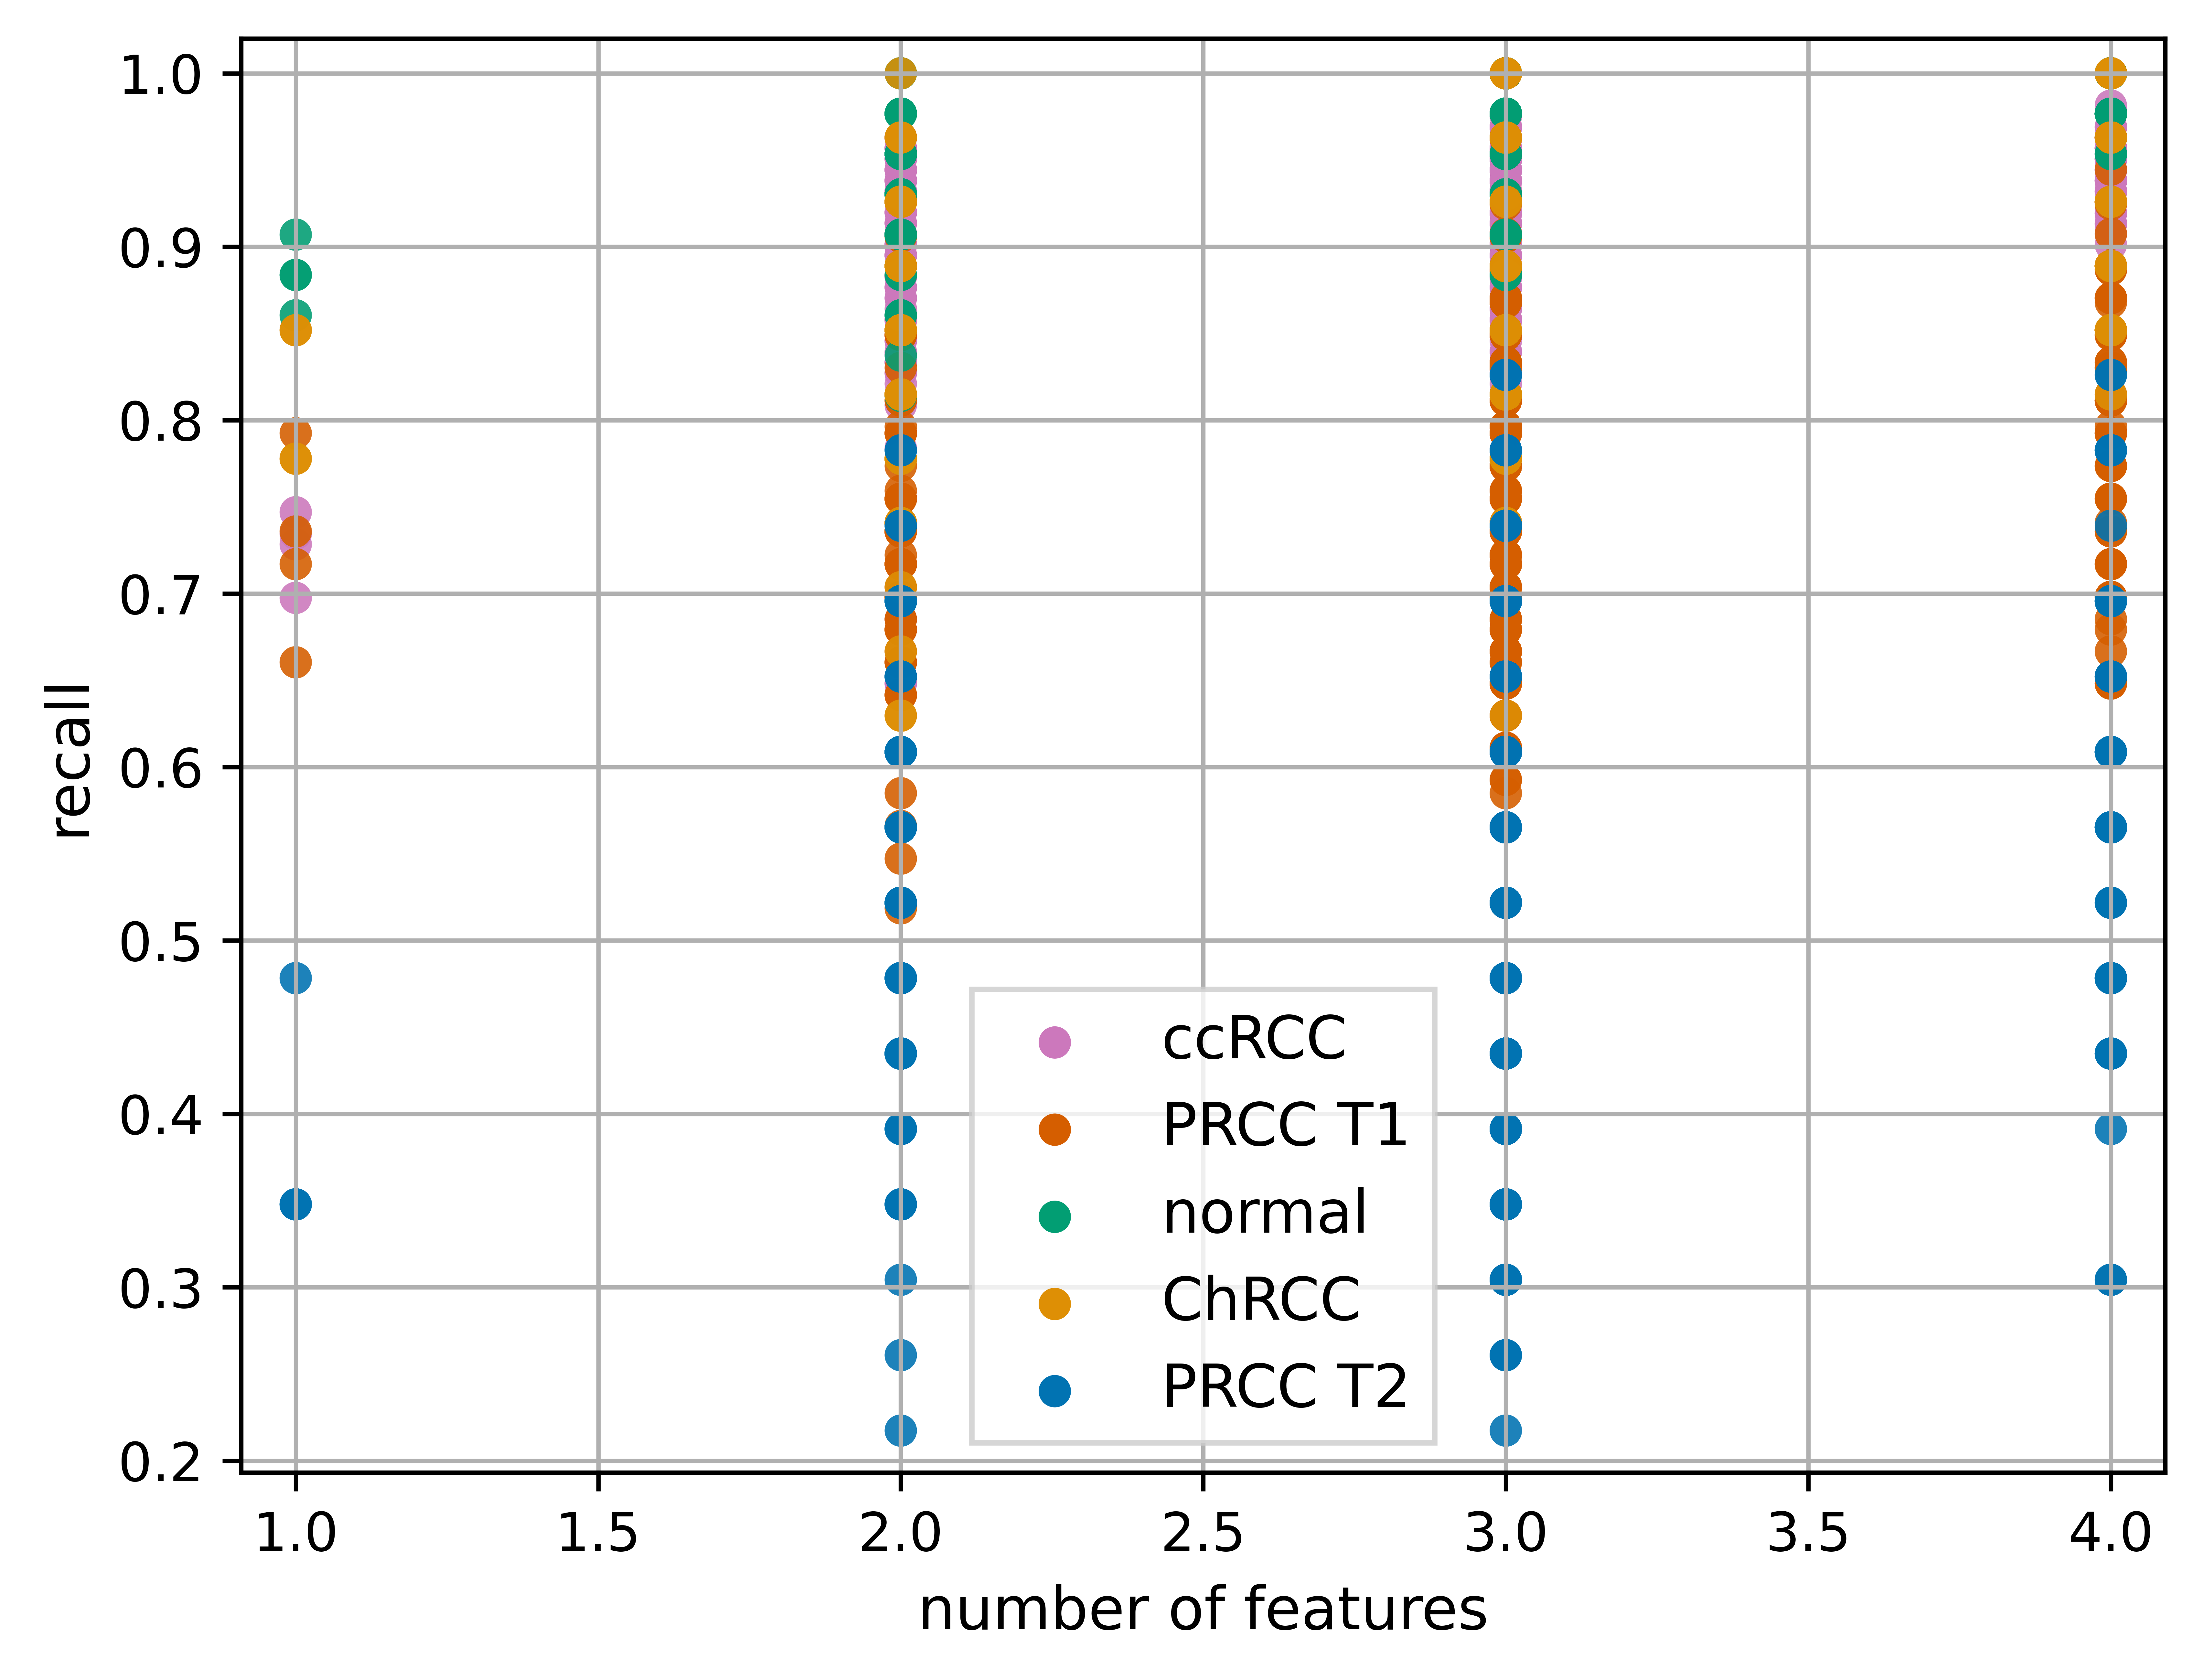 1.0
0.9
0.8
0.7
0.6
0.5
0.4
0.3
0.2
recall
ccRCC
PRCC T1
normal
ChRCC
PRCC T2
1.0 1.5 2.0 2.5 3.0 3.5 4.0
number of features